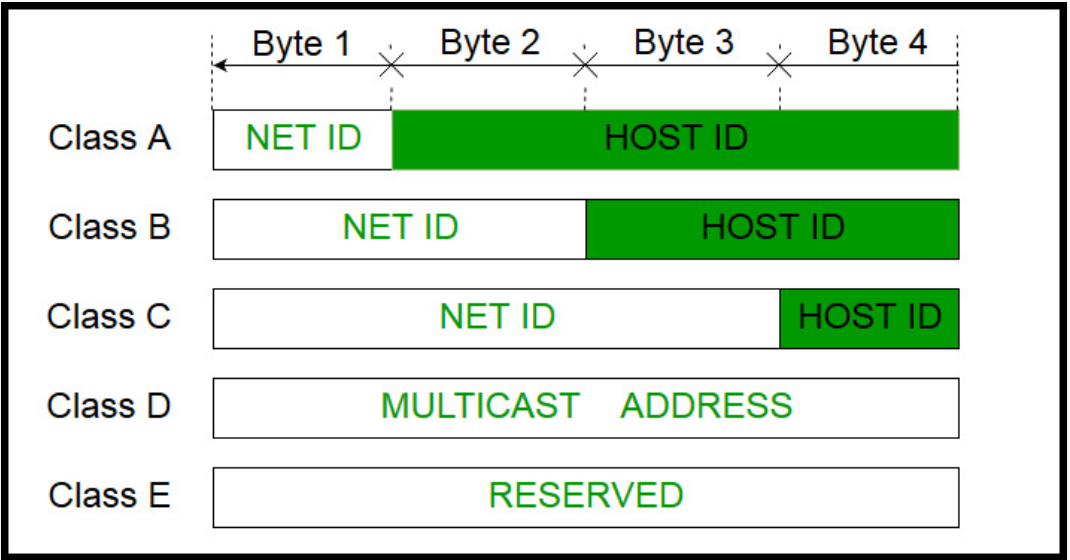 Byte 1 Byte 2 Byte 3 Byte 4
Class A NET ID HOST ID
Class B NET ID HOST ID
Class C NET ID HOST ID
Class D MULTICAST ADDRESS
Class E RESERVED